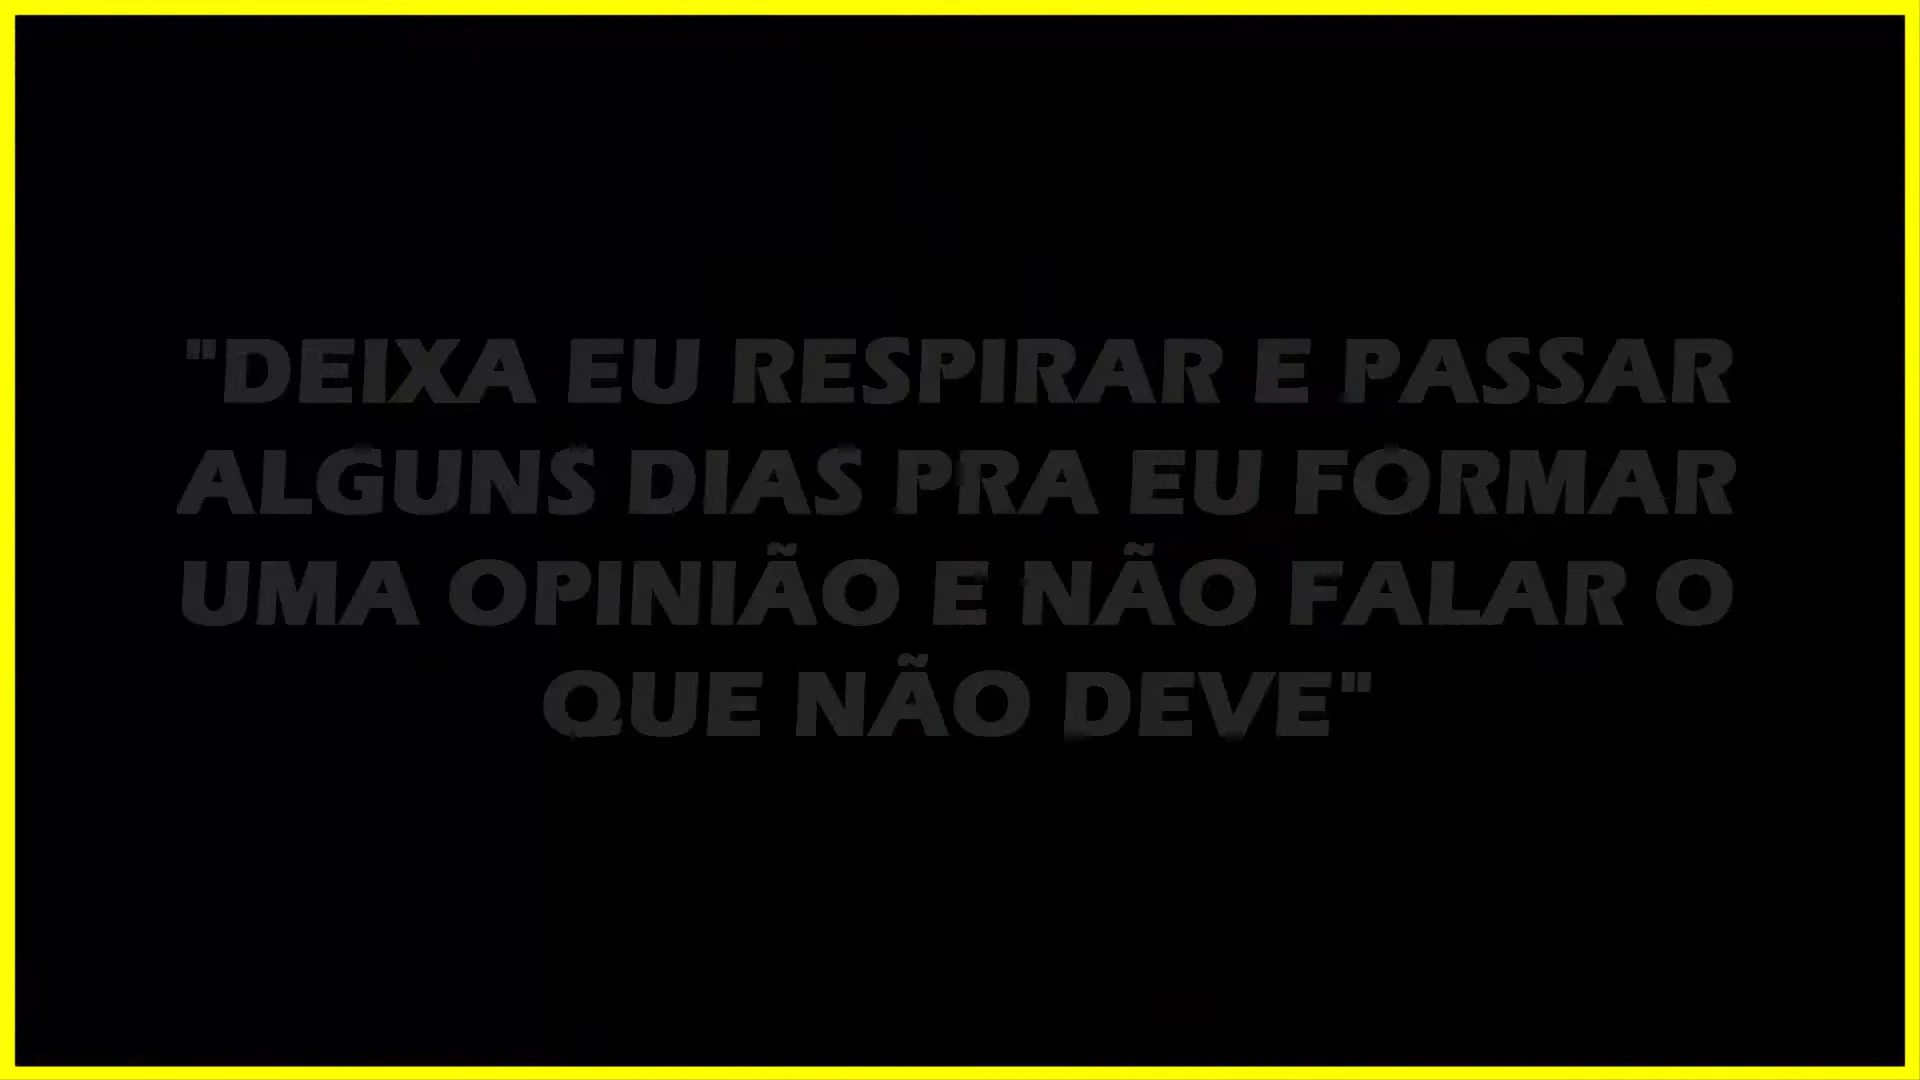 "DEIXA EU RESPIRAR E PASSAR
ALGUNS DIAS PRA EU FORMAR
UMA OPINIÃO E NÃO FALAR O
QUE NÃO DEVE"